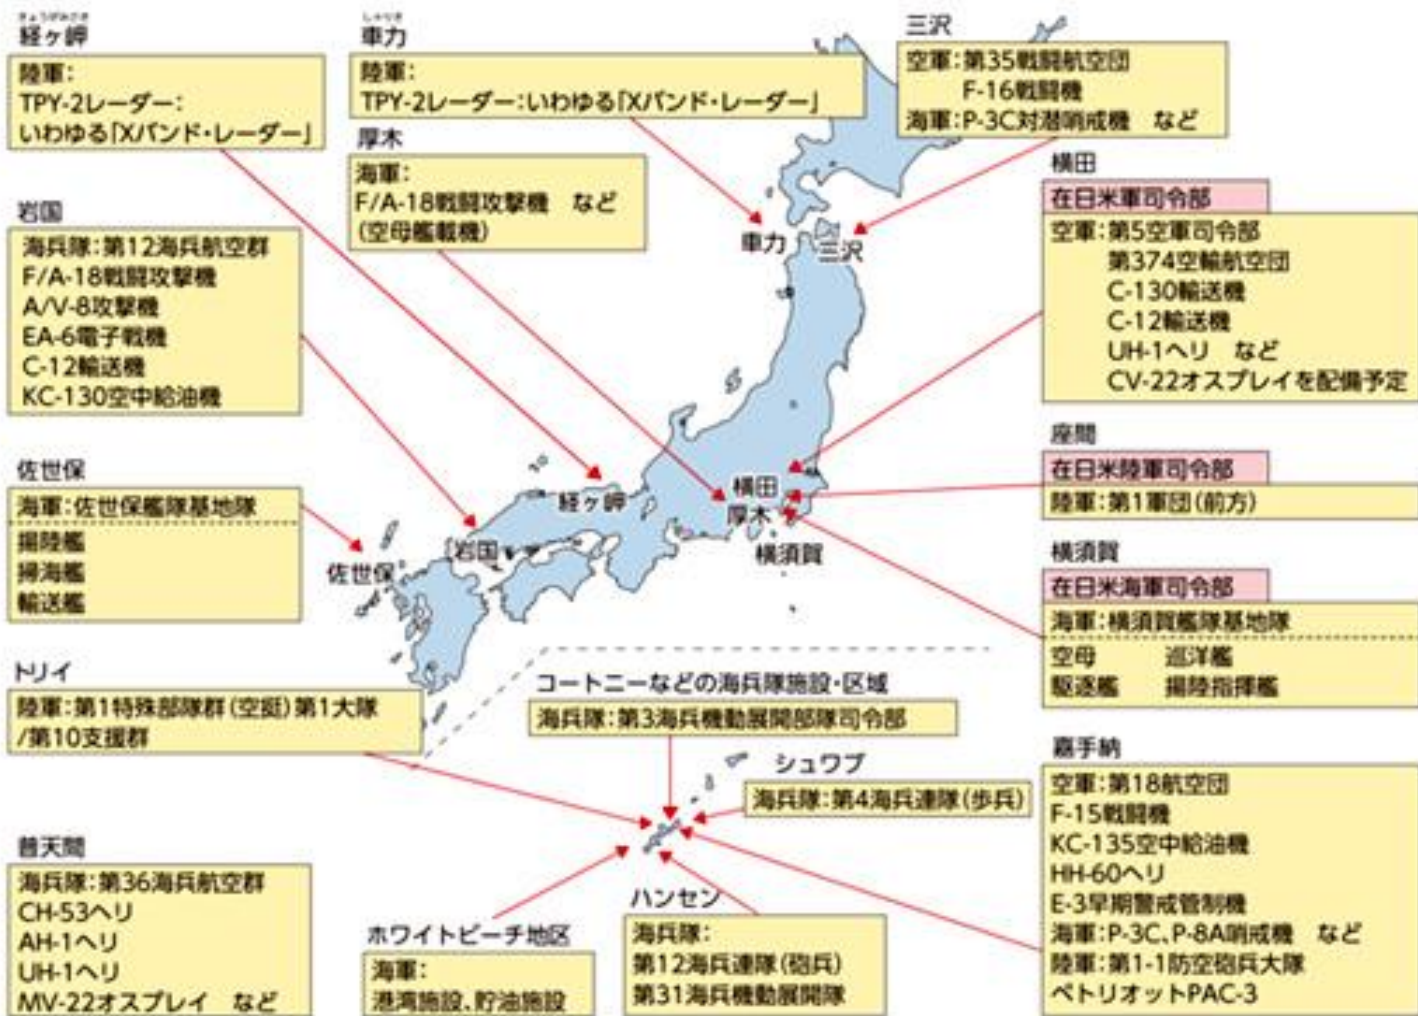 きょうがみさき
経ヶ岬
陸軍：
TPY-2レーダー：
いわゆる「Xバンド・レーダー」
しゃりき
車力
陸軍：
TPY-2レーダー：いわゆる「Xバンド・レーダー」
三沢
空軍：第35戦闘航空団
F-16戦闘機
海軍：P-3C対潜哨戒機　など
厚木
海軍：
F/A-18戦闘攻撃機　など
（空母艦載機）
横田
在日米軍司令部
空軍：第5空軍司令部
第374空輸航空団
C-130輸送機
C-12輸送機
UH-1ヘリ　など
CV-22オスプレイを配備予定
岩国
海兵隊：第12海兵航空群
F/A-18戦闘攻撃機
A/V-8攻撃機
EA-6電子戦機
C-12輸送機
KC-130空中給油機
車力
三沢
座間
在日米陸軍司令部
陸軍：第1軍団（前方）
佐世保
海軍：佐世保艦隊基地隊
揚陸艦
掃海艦
輸送艦
経ヶ岬
横田
厚木
横須賀
岩国
佐世保
横須賀
在日米海軍司令部
海軍：横須賀艦隊基地隊
空母　巡洋艦
駆逐艦　揚陸指揮艦
トリイ
陸軍：第1特殊部隊群（空挺）第1大隊
/第10支援群
コートニーなどの海兵隊施設・区域
海兵隊：第3海兵機動展開部隊司令部
シュワブ
海兵隊：第4海兵連隊（歩兵）
嘉手納
空軍：第18航空団
F-15戦闘機
KC-135空中給油機
HH-60ヘリ
E-3早期警戒管制機
海軍：P-3C、P-8A哨戒機　など
陸軍：第1-1防空砲兵大隊
ペトリオットPAC-3
普天間
海兵隊：第36海兵航空群
CH-53ヘリ
AH-1ヘリ
UH-1ヘリ
MV-22オスプレイ　など
ホワイトビーチ地区
海軍：
港湾施設、貯油施設
ハンセン
海兵隊：
第12海兵連隊（砲兵）
第31海兵機動展開隊